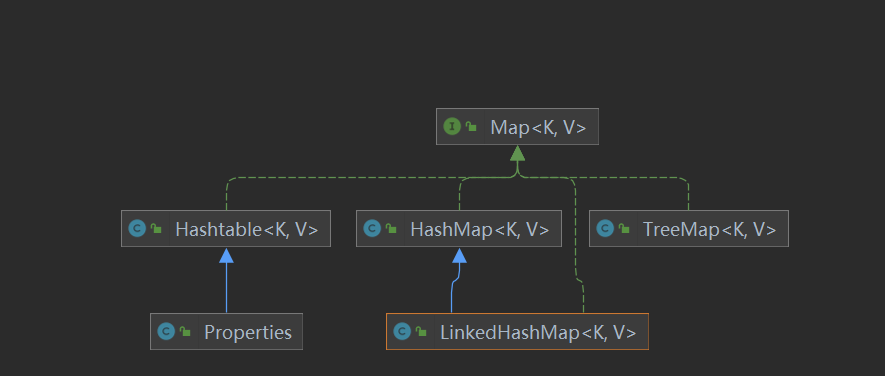 I Map<K, V>
C Hashtable<K, V>
C HashMap<K, V>
C TreeMap<K, V>
C Properties
C LinkedHashMap<K, V>